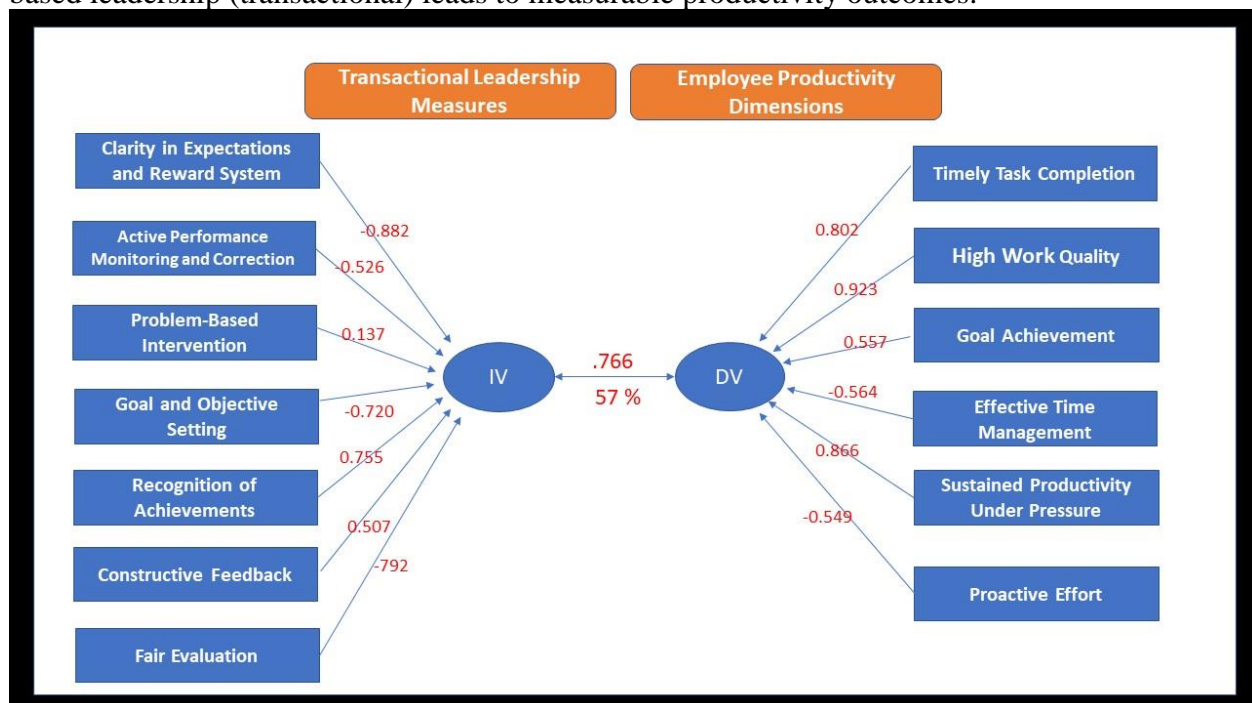 based leadership (transactional) leads to measurable productivity outcomes.
Transactional Leadership
Measures
Employee Productivity
Dimensions
Clarity in Expectations
and Reward System
Active Performance
Monitoring and Correction
Problem-Based
Intervention
Goal and Objective
Setting
Recognition of
Achievements
Constructive Feedback
Fair Evaluation
-0.882
-0.526
0.137
-0.720
0.755
0.507
-792
IV
.766
57 %
DV
0.802
0.923
0.557
-0.564
0.866
-0.549
Timely Task Completion
High Work Quality
Goal Achievement
Effective Time
Management
Sustained Productivity
Under Pressure
Proactive Effort